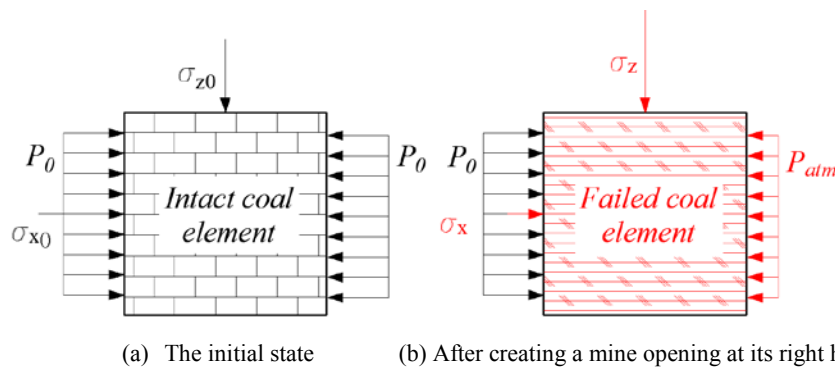 σz0
σz
P0
P0
P0
Patm
Intact coal
element
Failed coal
element
σx0
σx
(a) The initial state
(b) After creating a mine opening at its right